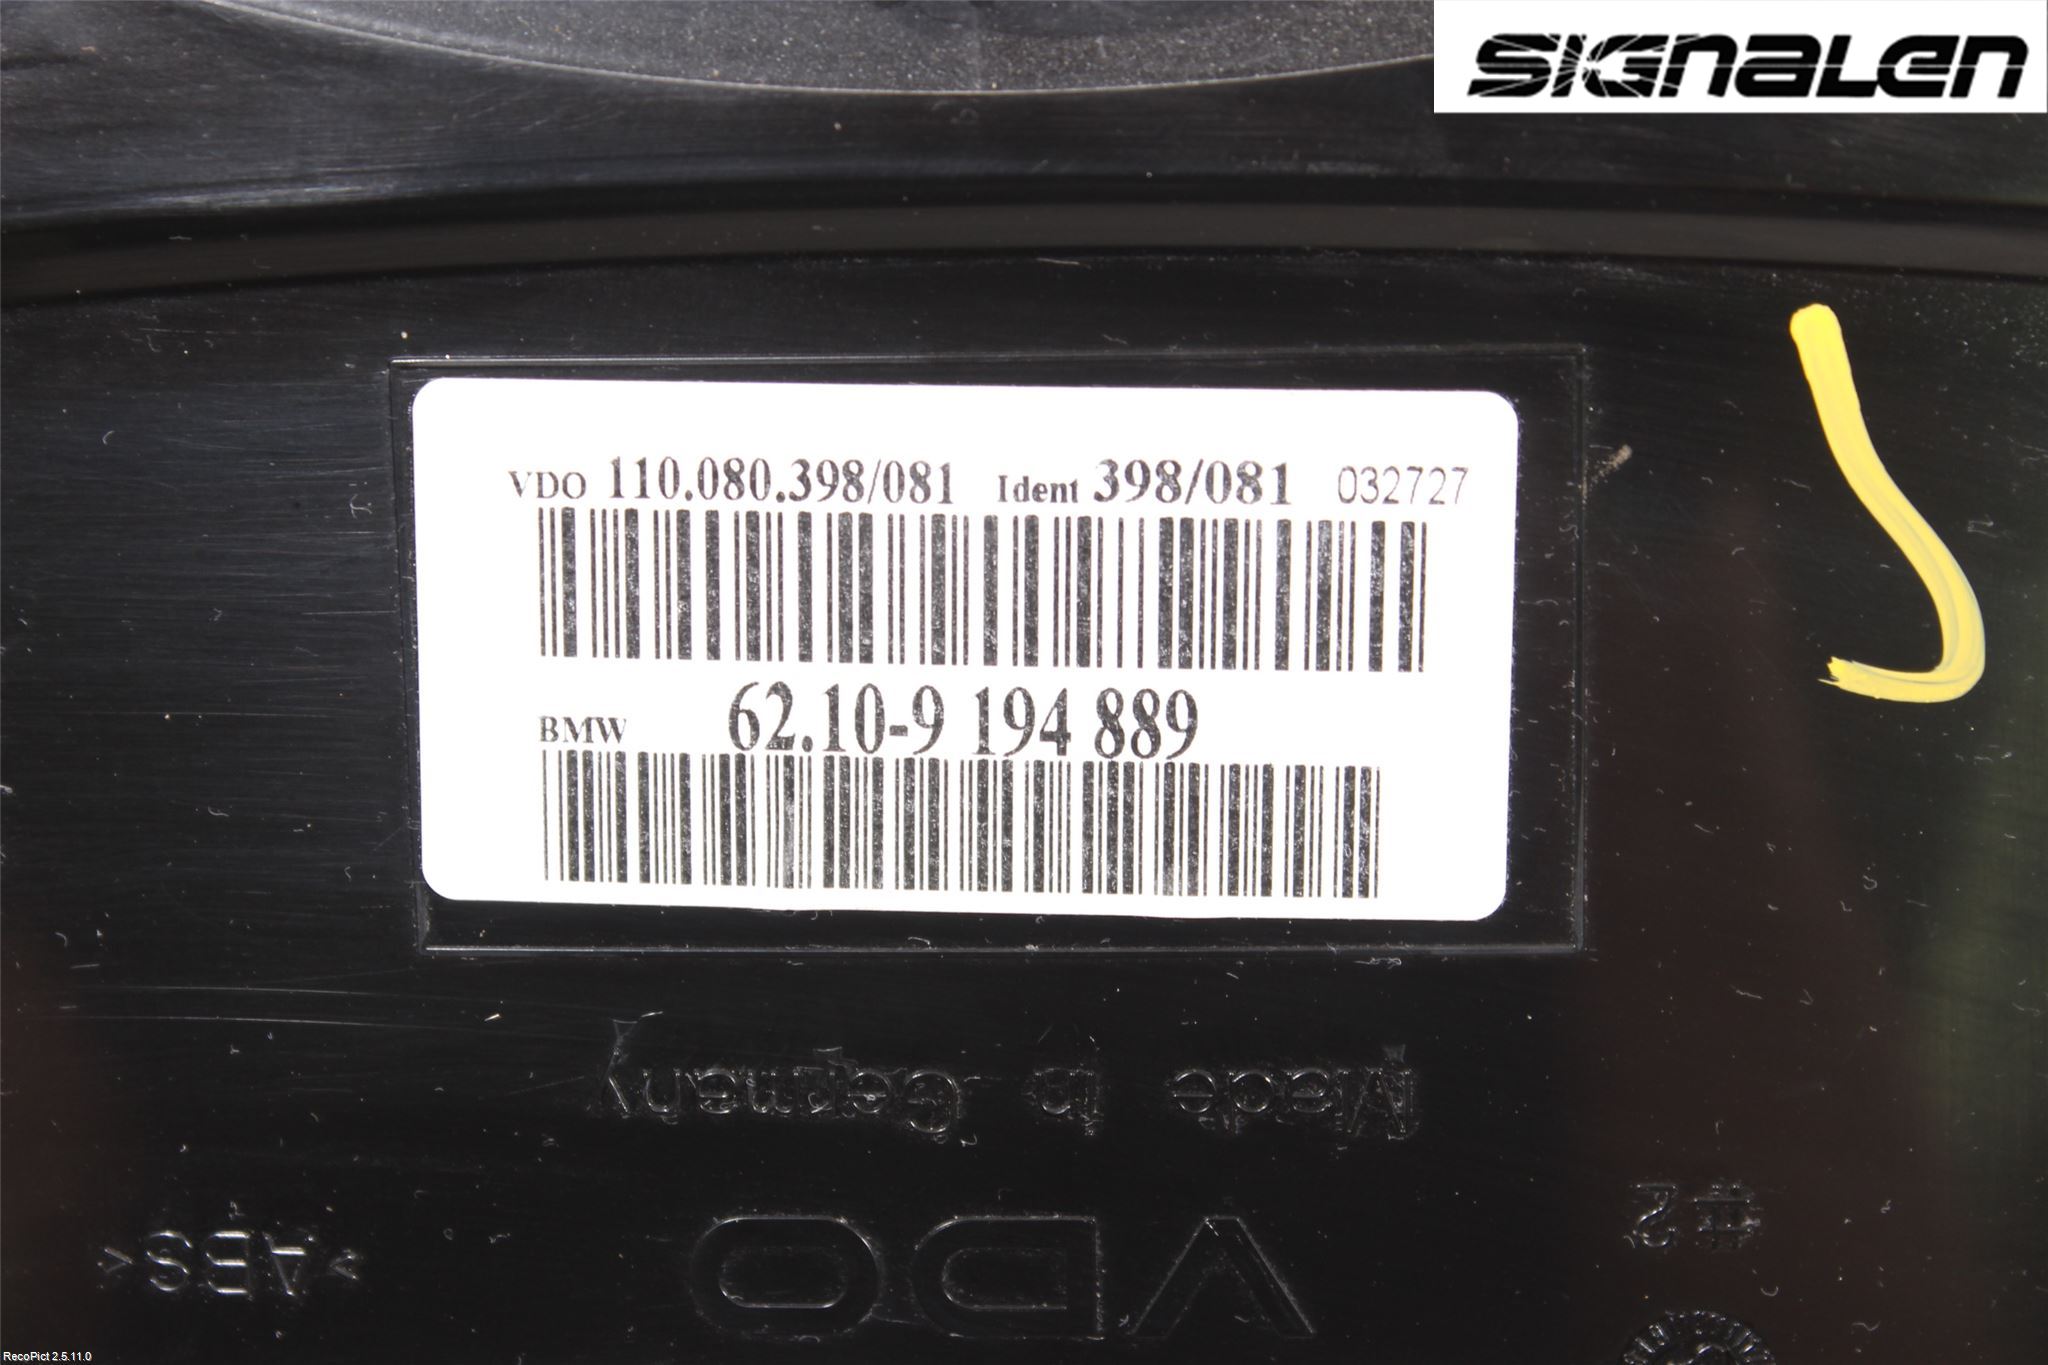 SIGNALEN
VDO 110.080.398/081 Ident 398/081 032727
BMW 62.10-9 194 889
Made in Germany
#2
VDO
>ABS<
RecoPict 2.5.11.0